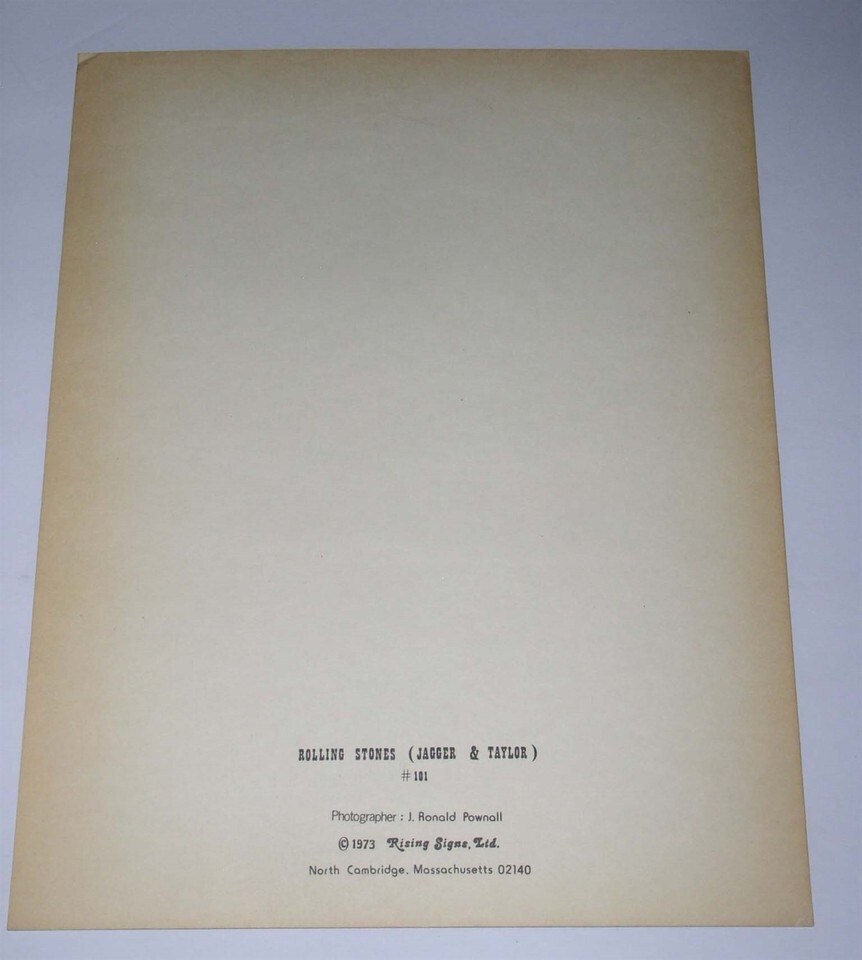 ROLLING STONES (JAGGER & TAYLOR)
#101
Photographer: J. Ronald Pownall
© 1973 Rising Signs, Ltd.
North Cambridge, Massachusetts 02140